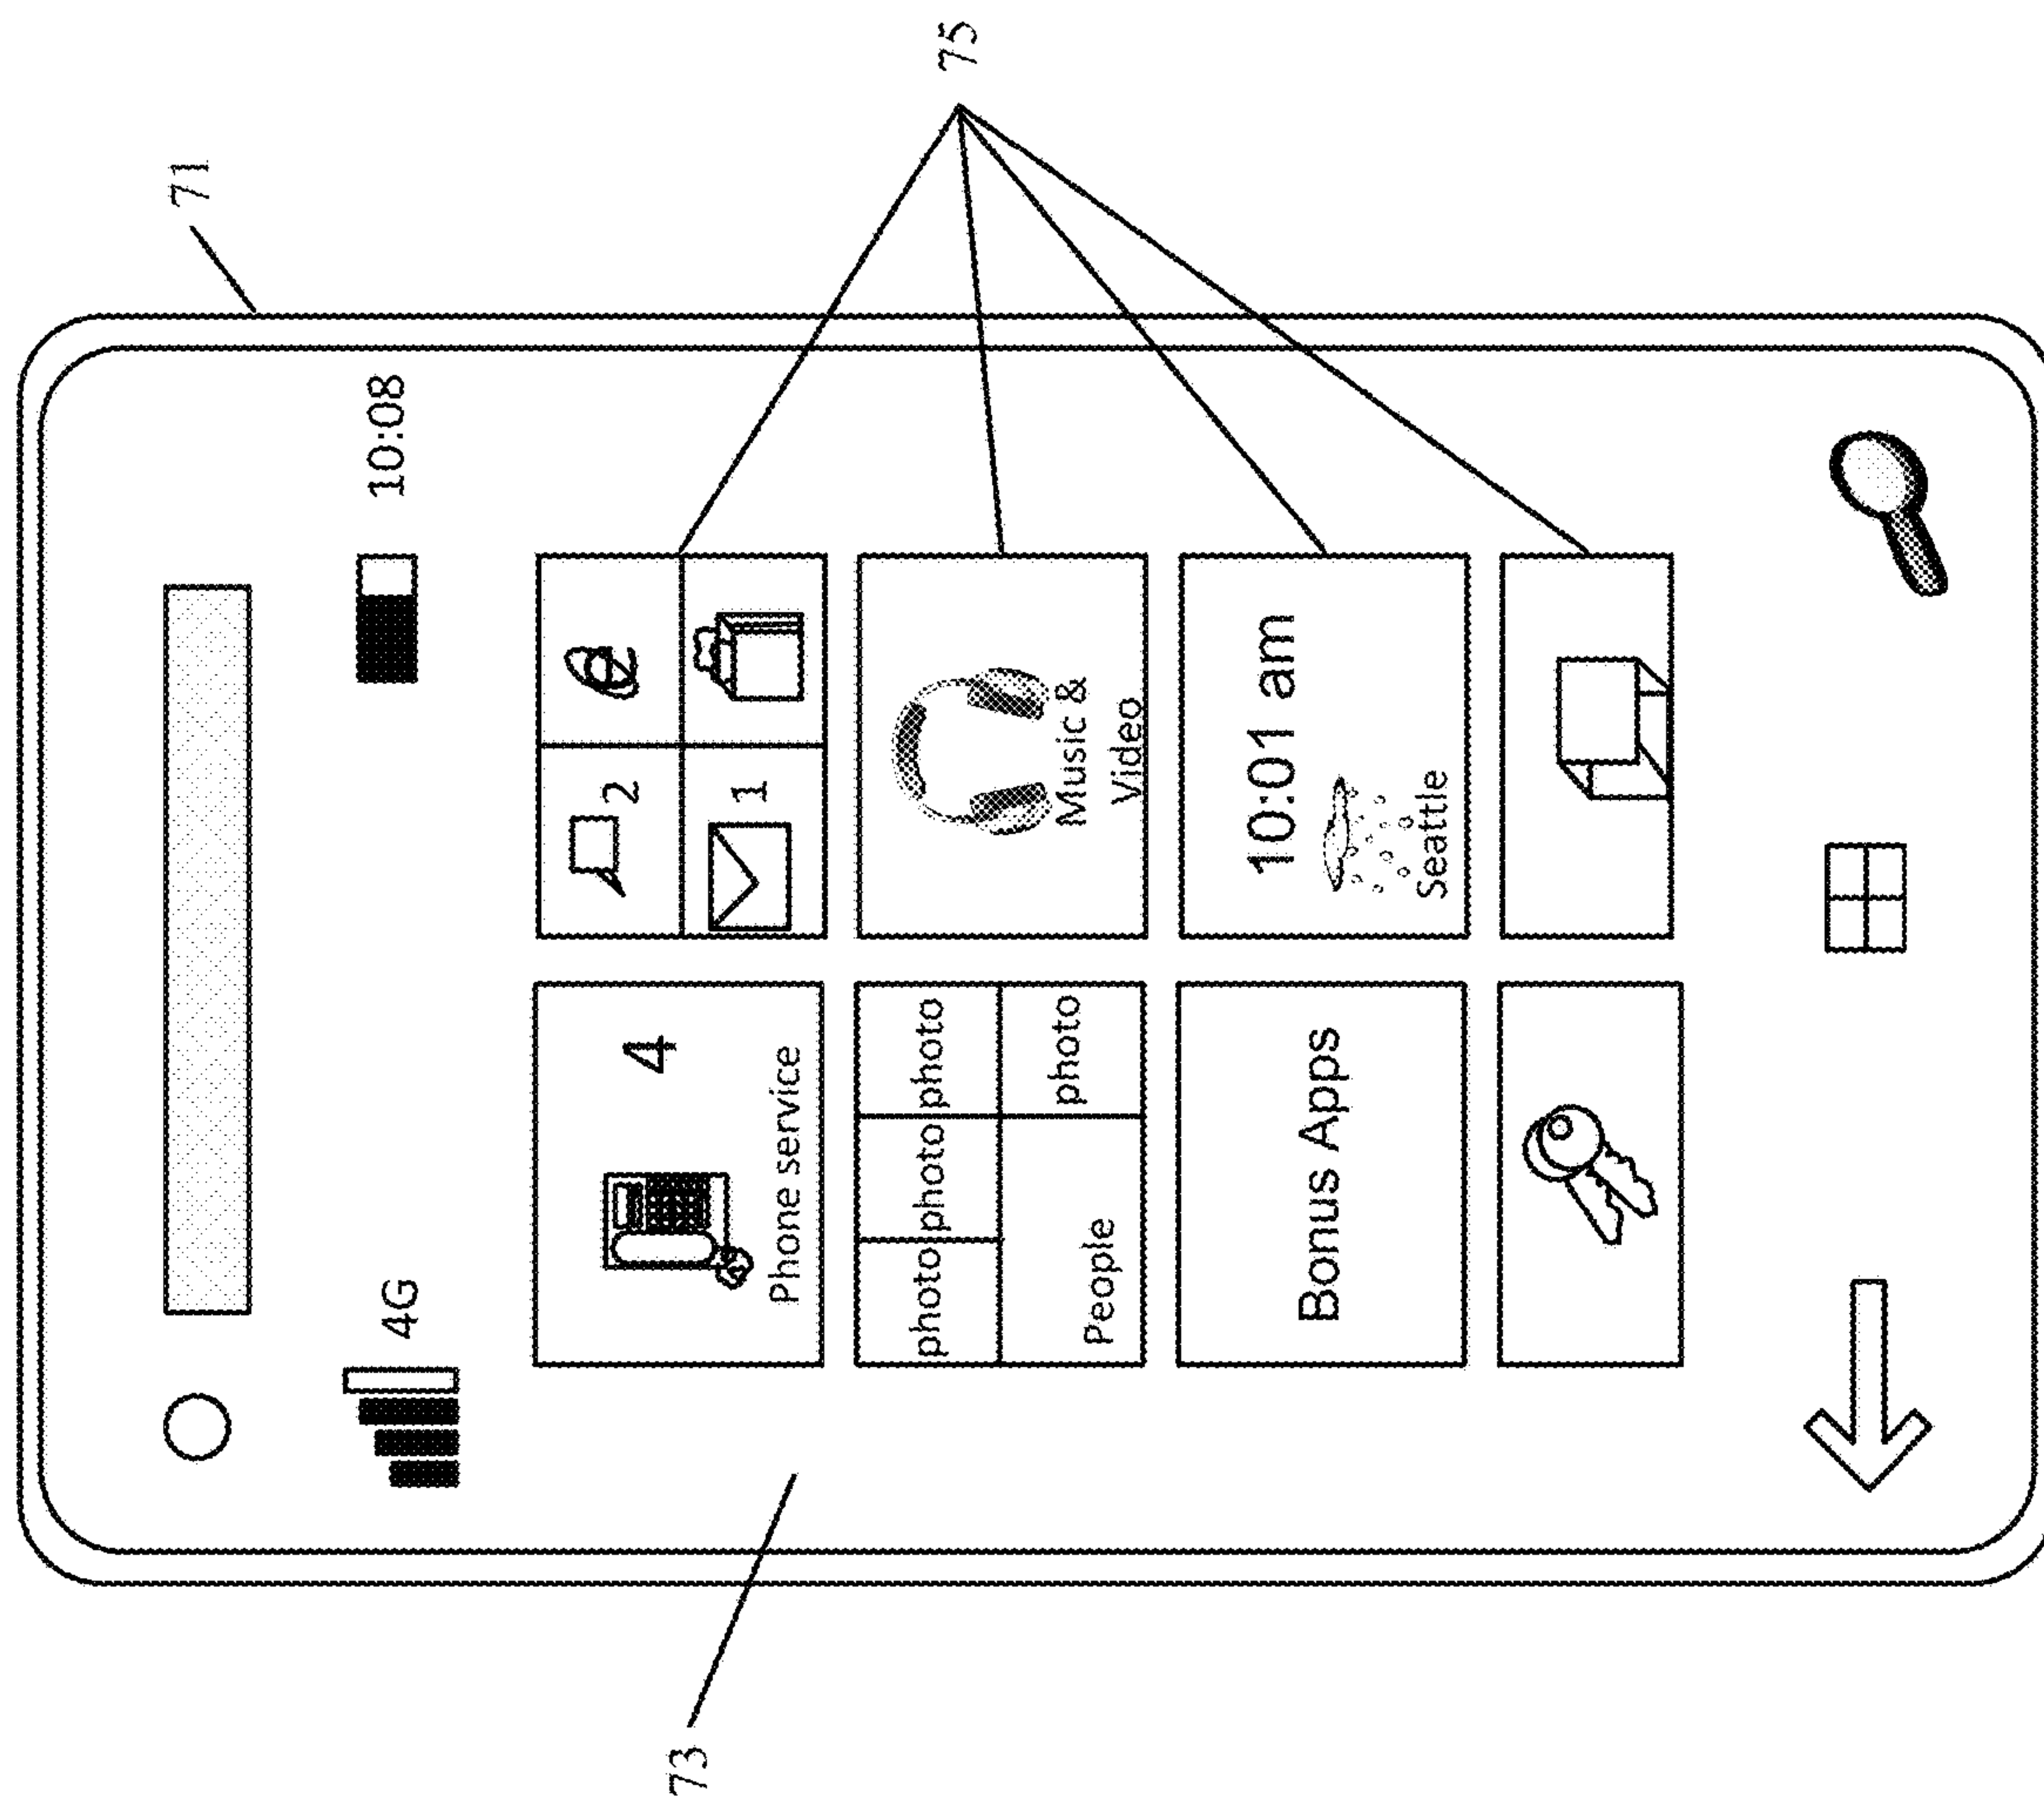 71
4G
10:08
75
4
Phone service
2
e
1
73
photo
photo
photo
People
photo
Music &
Video
Bonus Apps
10:01 am
Seattle